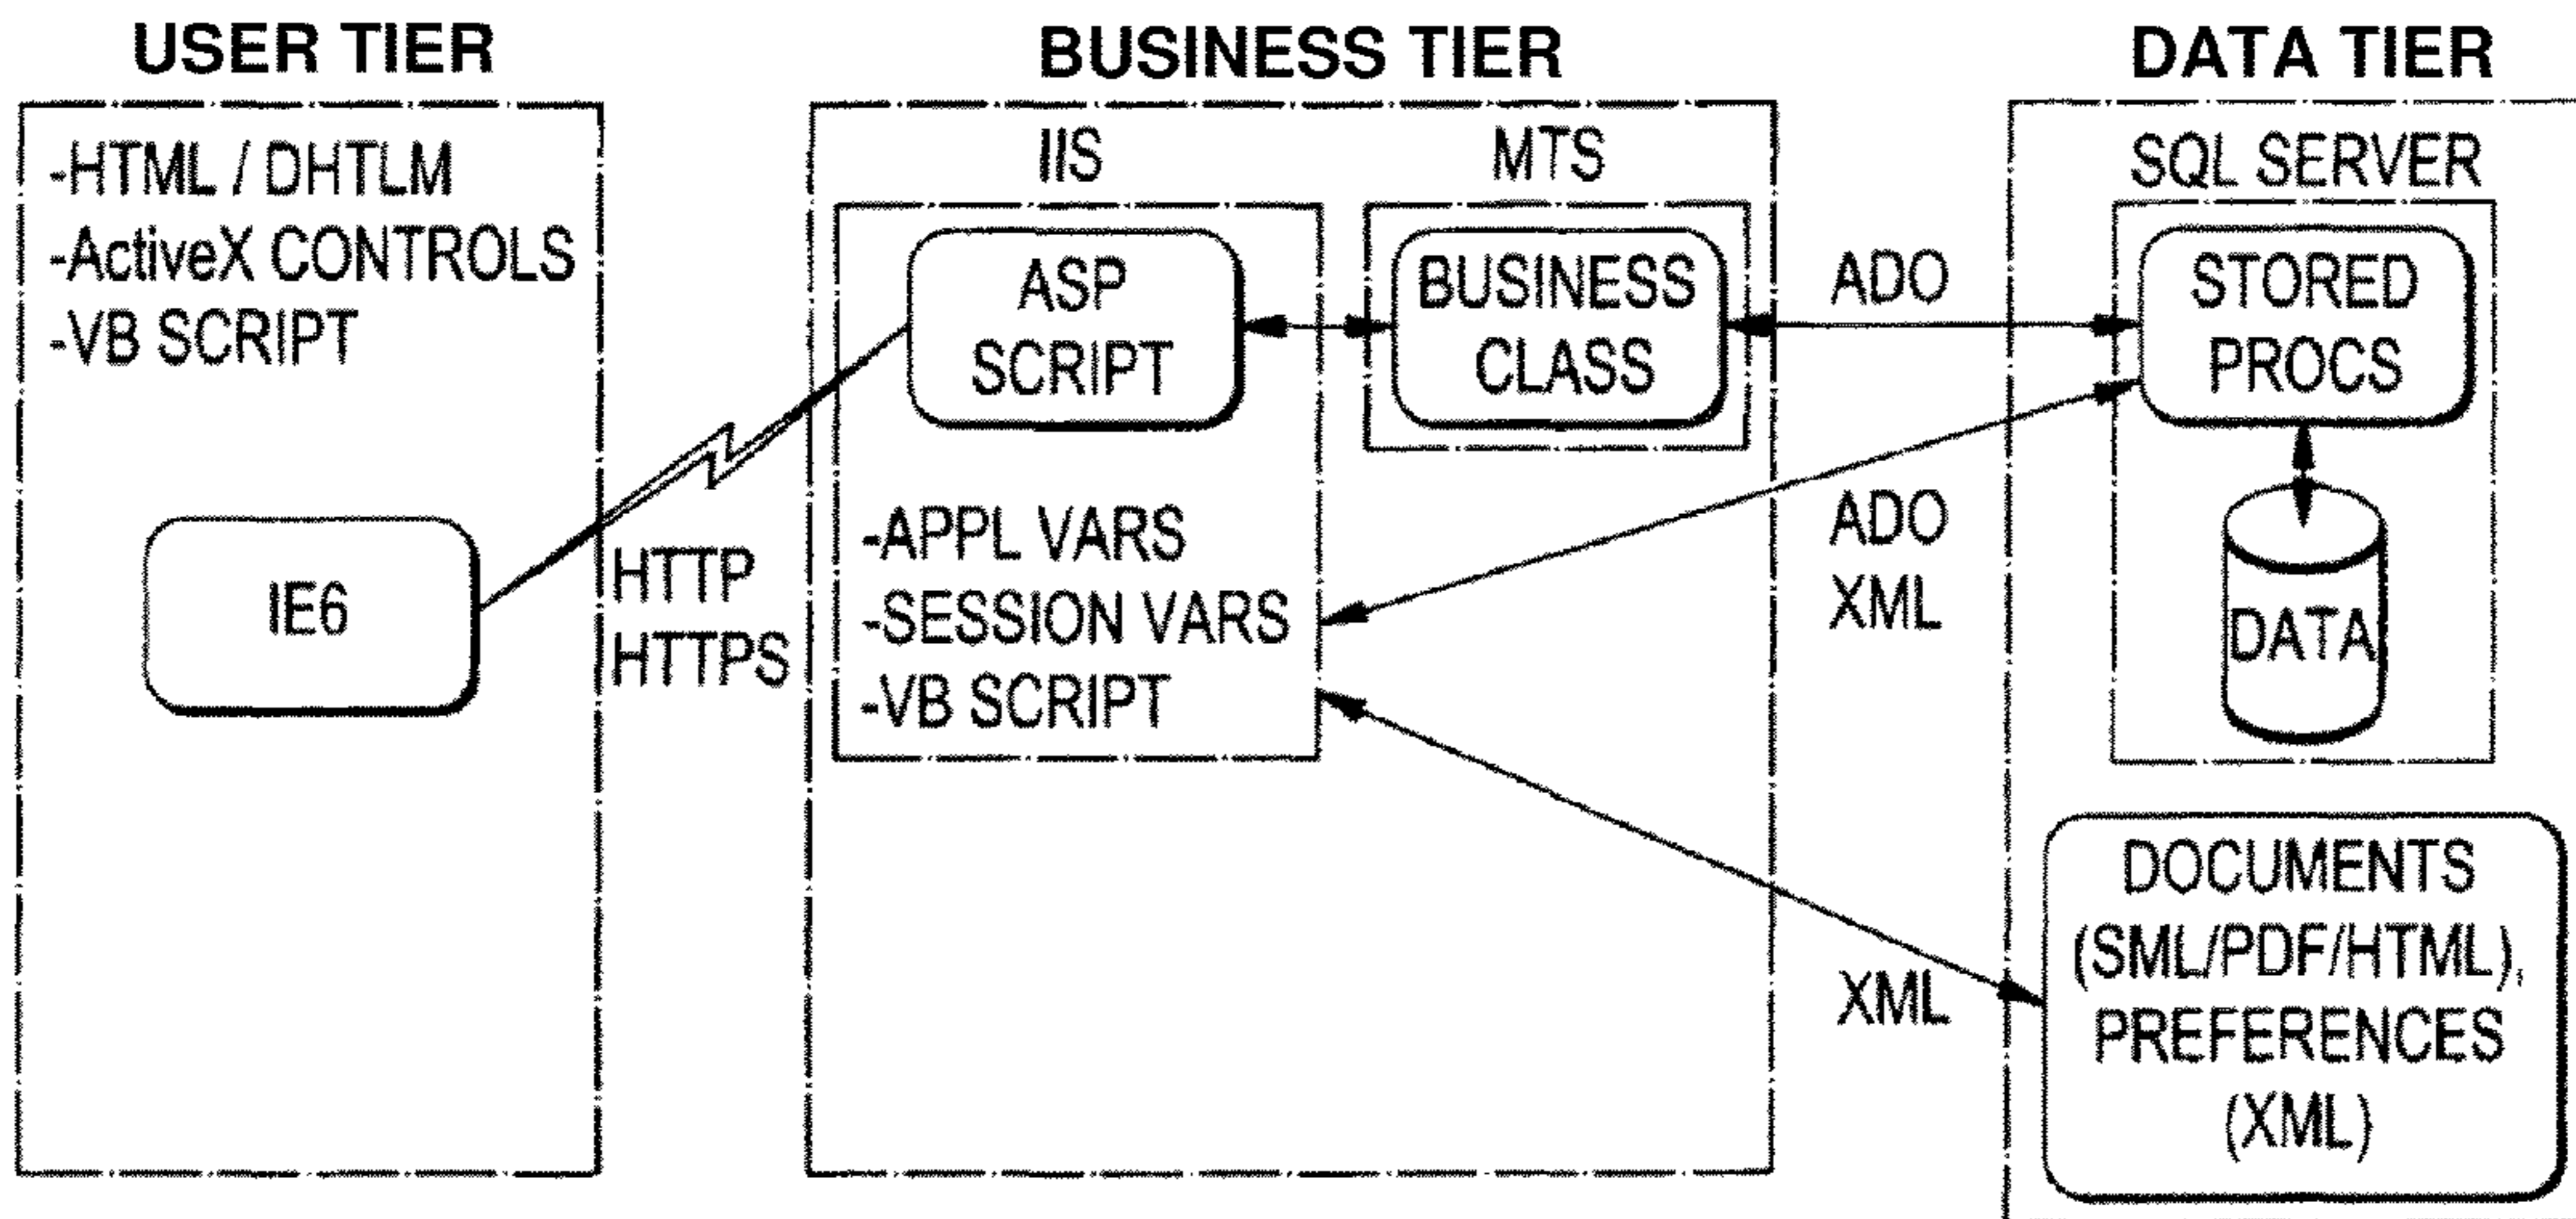 USER TIER
-HTML / DHTLM
-ActiveX CONTROLS
-VB SCRIPT
IE6
HTTP
HTTPS
BUSINESS TIER
IIS
ASP
SCRIPT
-APPL VARS
-SESSION VARS
-VB SCRIPT
MTS
BUSINESS
CLASS
ADO
ADO
XML
XML
DATA TIER
SQL SERVER
STORED
PROCS
DATA
DOCUMENTS
(SML/PDF/HTML),
PREFERENCES
(XML)